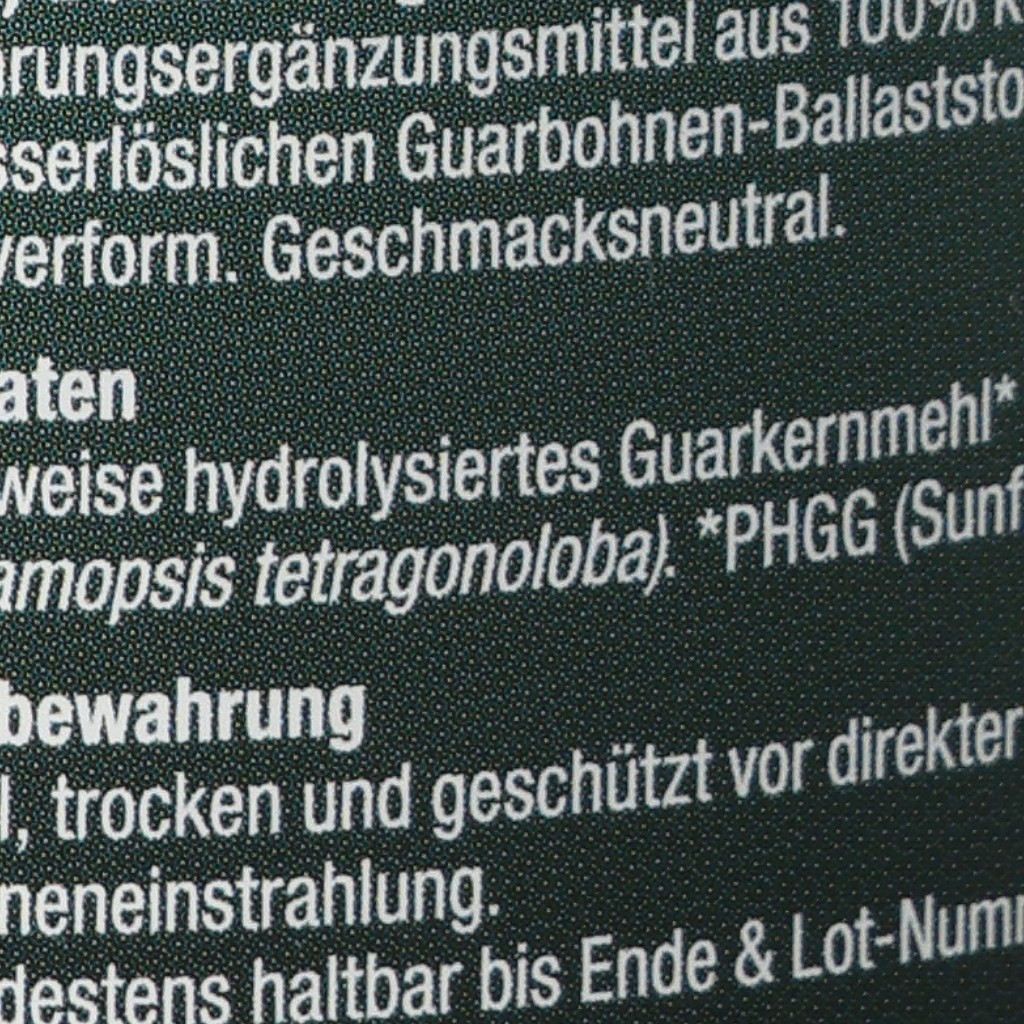 rungsergänzungsmittel aus 100%
sserlöslichen Guarbohnen-Ballaststo
verform. Geschmacksneutral.
aten
weise hydrolysiertes Guarkernmehl*
amopsis tetragonoloba). *PHGG (Sunf
bewahrung
l, trocken und geschützt vor direkter
neneinstrahlung.
destens haltbar bis Ende & Lot-Numm